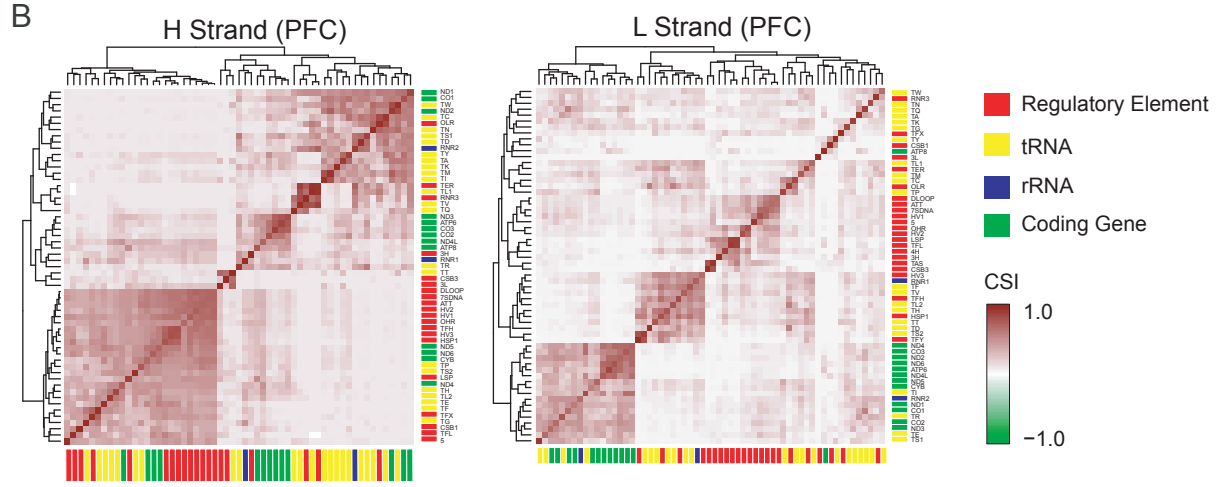 B
H Strand (PFC)
ND1
CO1
TW
ND2
TC
OLR
TN
TS1
TD
RNR2
TY
TA
TK
TM
TI
TER
TL1
RNR3
TV
TQ
ND3
ATP6
CO3
CO2
ND4L
ATP8
3H
RNR1
TR
TT
CSB3
3L
DLOOP
7SDNA
ATT
HV2
HV1
OHR
TFH
HV3
HSP1
ND5
ND6
CYB
TP
TS2
LSP
ND4
TH
TL2
TE
TF
TFX
TG
CSB1
TFL
5
L Strand (PFC)
TW
RNR3
TN
TQ
TA
TK
TG
TFX
TY
CSB1
ATP8
3L
TL1
TER
TM
TC
OLR
TP
DLOOP
ATT
7SDNA
HV1
5
OHR
HV2
LSP
TFL
4H
3H
TAS
CSB3
HV3
RNR1
TF
TV
TFH
TL2
TH
HSP1
TT
TD
TS2
TFY
ND4
CO3
ND2
ND6
ATP6
ND4L
ND5
CYB
TI
RNR2
ND1
CO1
TR
CO2
ND3
TE
TS1
Regulatory Element
tRNA
rRNA
Coding Gene
CSI
1.0
−1.0